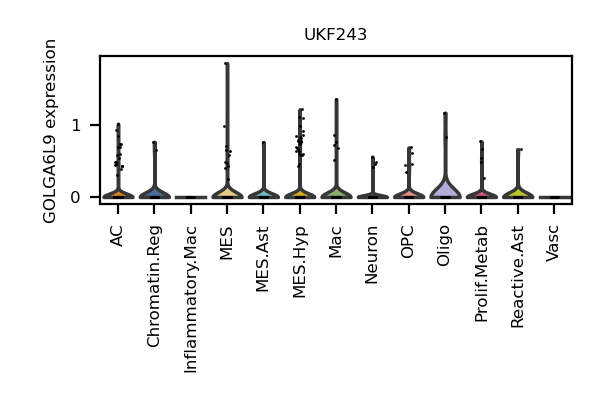 UKF243
GOLGA6L9 expression
1
0
AC
Chromatin.Reg
Inflammatory.Mac
MES
MES.Ast
MES.Hyp
Mac
Neuron
OPC
Oligo
Prolif.Metab
Reactive.Ast
Vasc